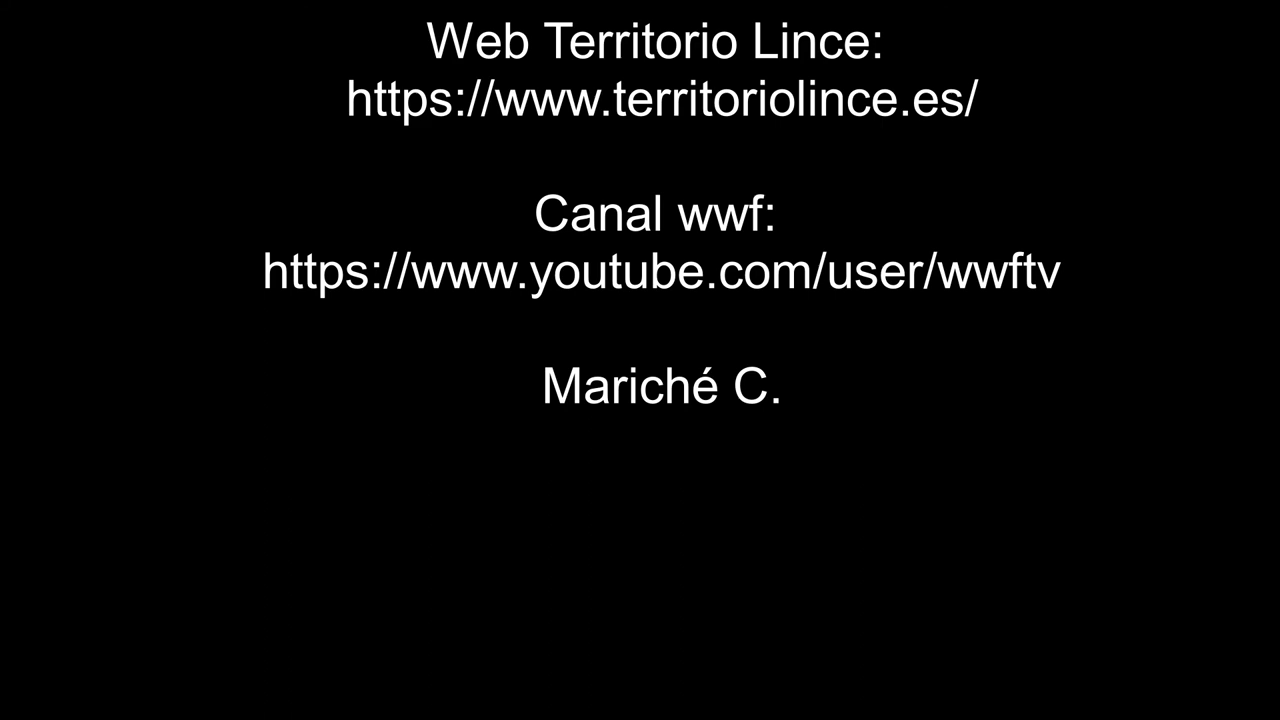 Web Territorio Lince:
https://www.territoriolince.es/
Canal wwf:
https://www.youtube.com/user/wwftv
Mariché C.